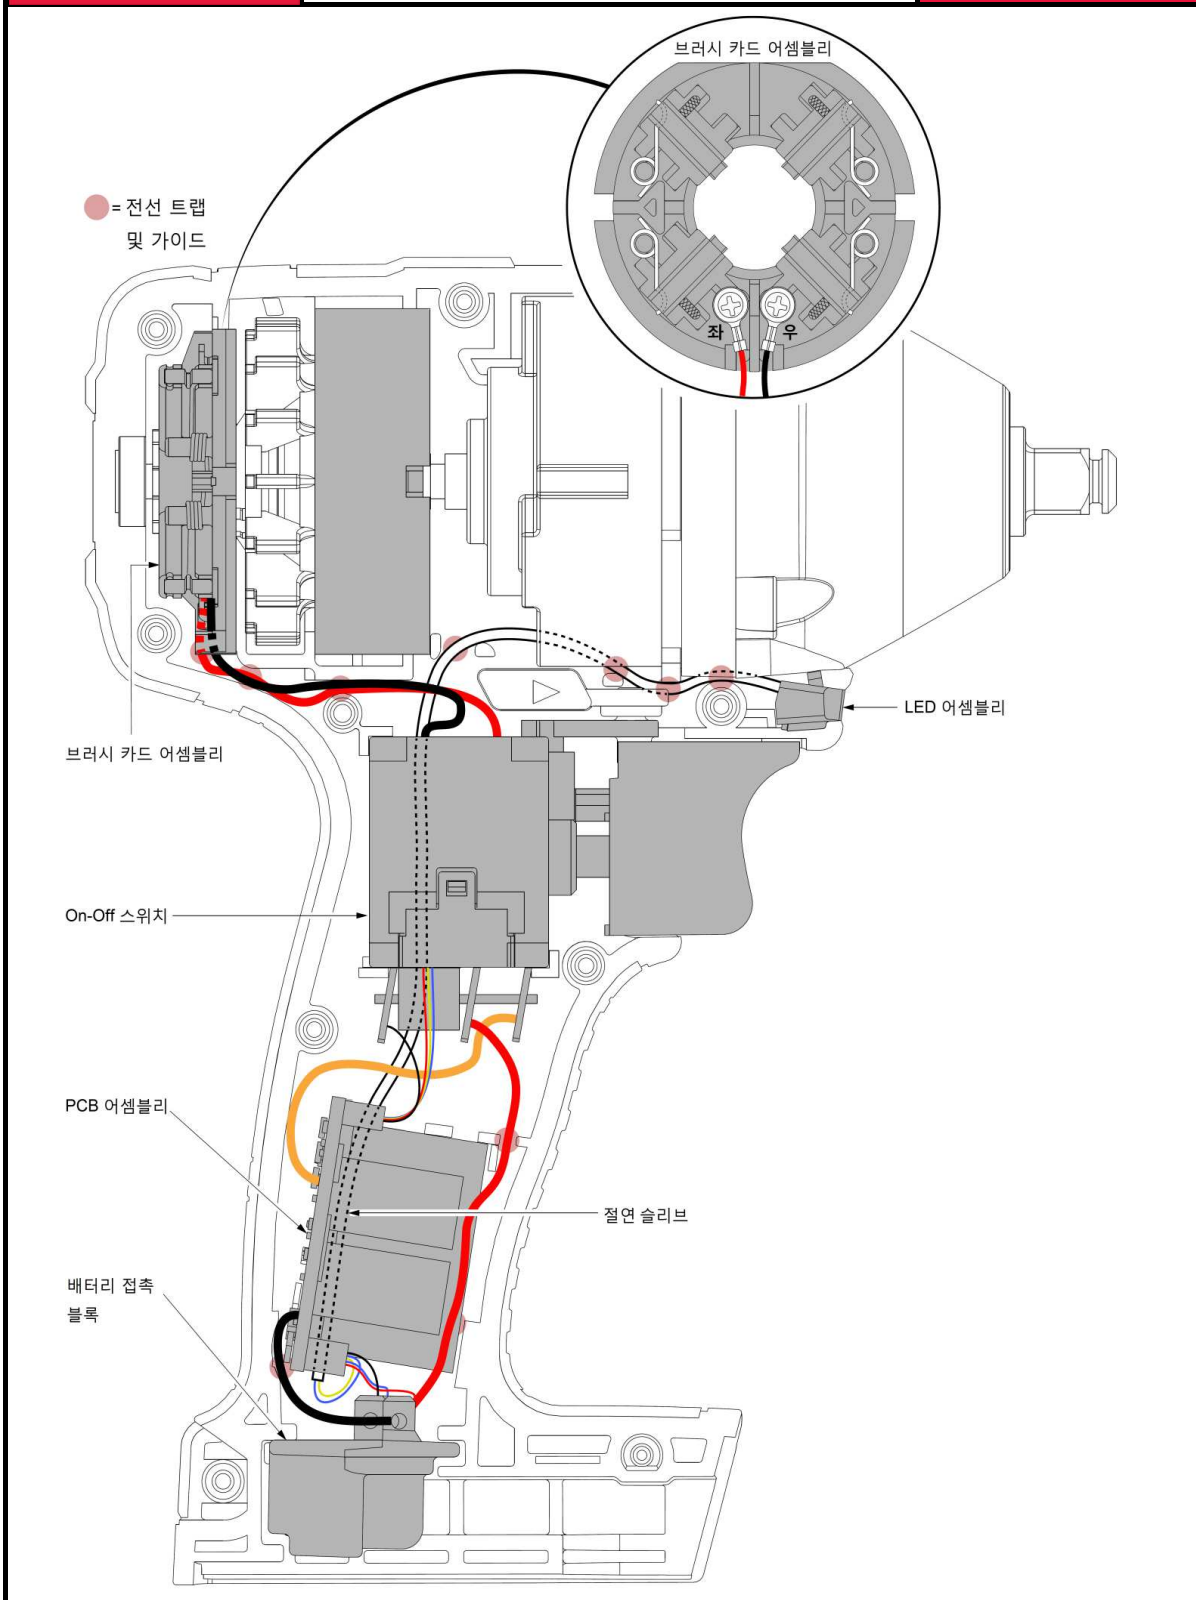 브러시 카드 어셈블리
= 전선 트랩
및 가이드
좌
우
LED 어셈블리
브러시 카드 어셈블리
On-Off 스위치
PCB 어셈블리
절연 슬리브
배터리 접촉
블록